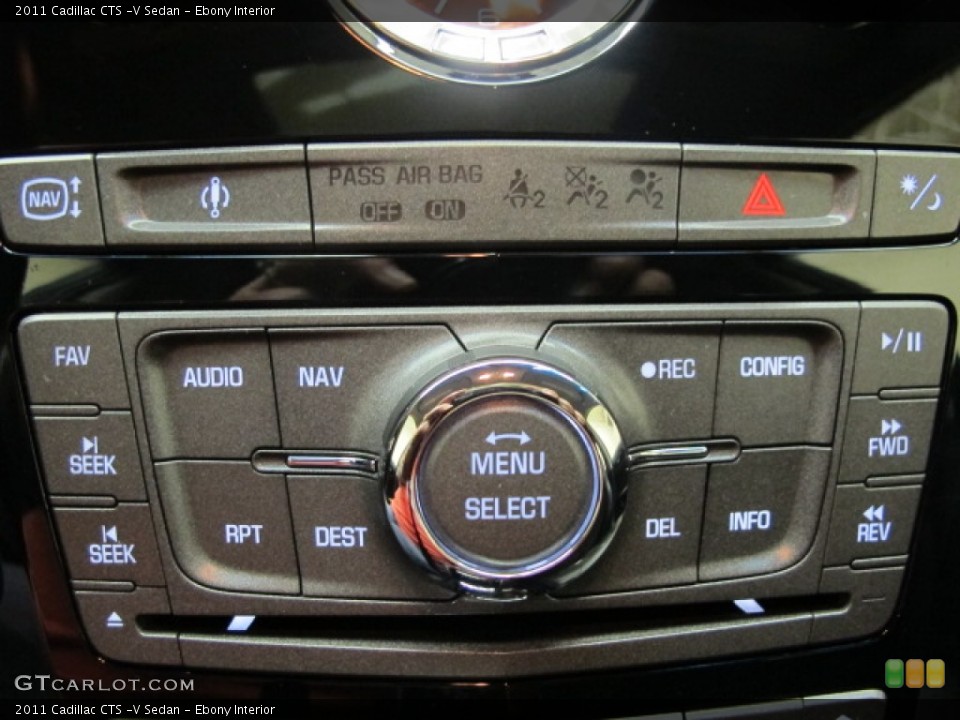 2011 Cadillac CTS -V Sedan - Ebony Interior
NAV
PASS AIR BAG
OFF ON
2 2 2
FAV
AUDIO
NAV
●REC
CONFIG
SEEK
MENU
SELECT
FWD
SEEK
RPT
DEST
DEL
INFO
REV
GTCARLOT.COM
2011 Cadillac CTS -V Sedan - Ebony Interior